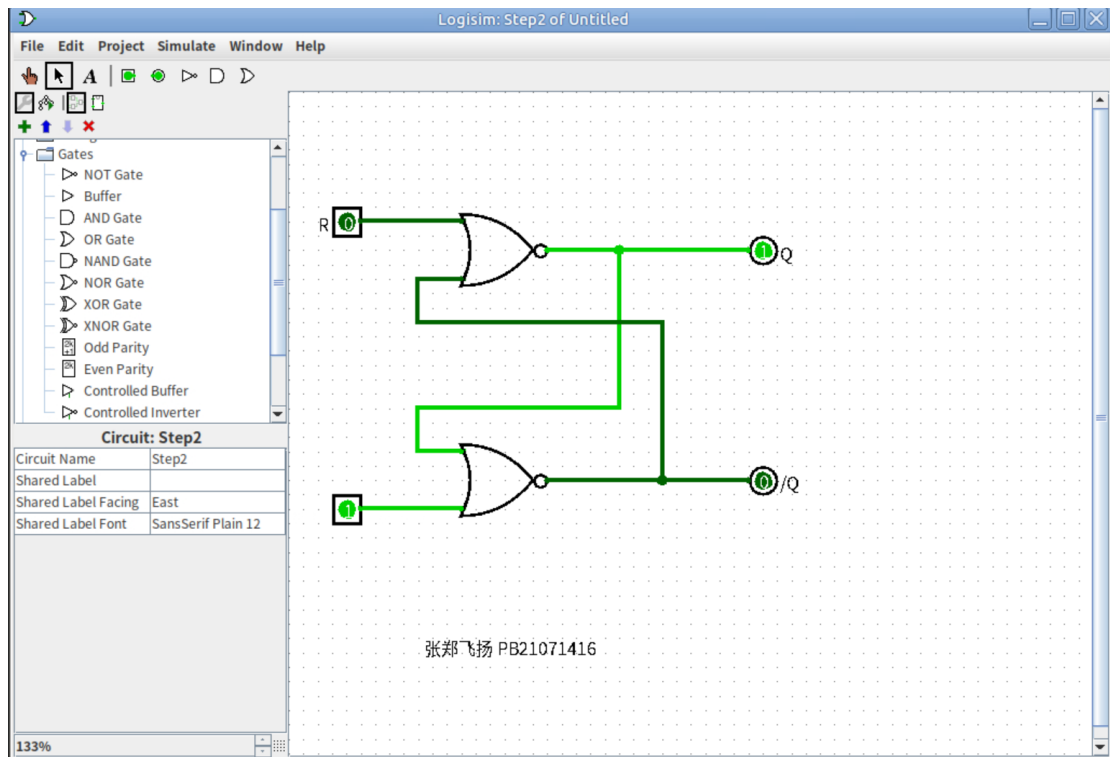 Logisim: Step2 of Untitled
File Edit Project Simulate Window Help
A
Gates
NOT Gate
Buffer
AND Gate
OR Gate
NAND Gate
NOR Gate
XOR Gate
XNOR Gate
Odd Parity
Even Parity
Controlled Buffer
Controlled Inverter
Circuit: Step2
Circuit Name Step2
Shared Label
Shared Label Facing East
Shared Label Font SansSerif Plain 12
133%
R 0
1 Q
1
0 /Q
张郑飞扬 PB21071416